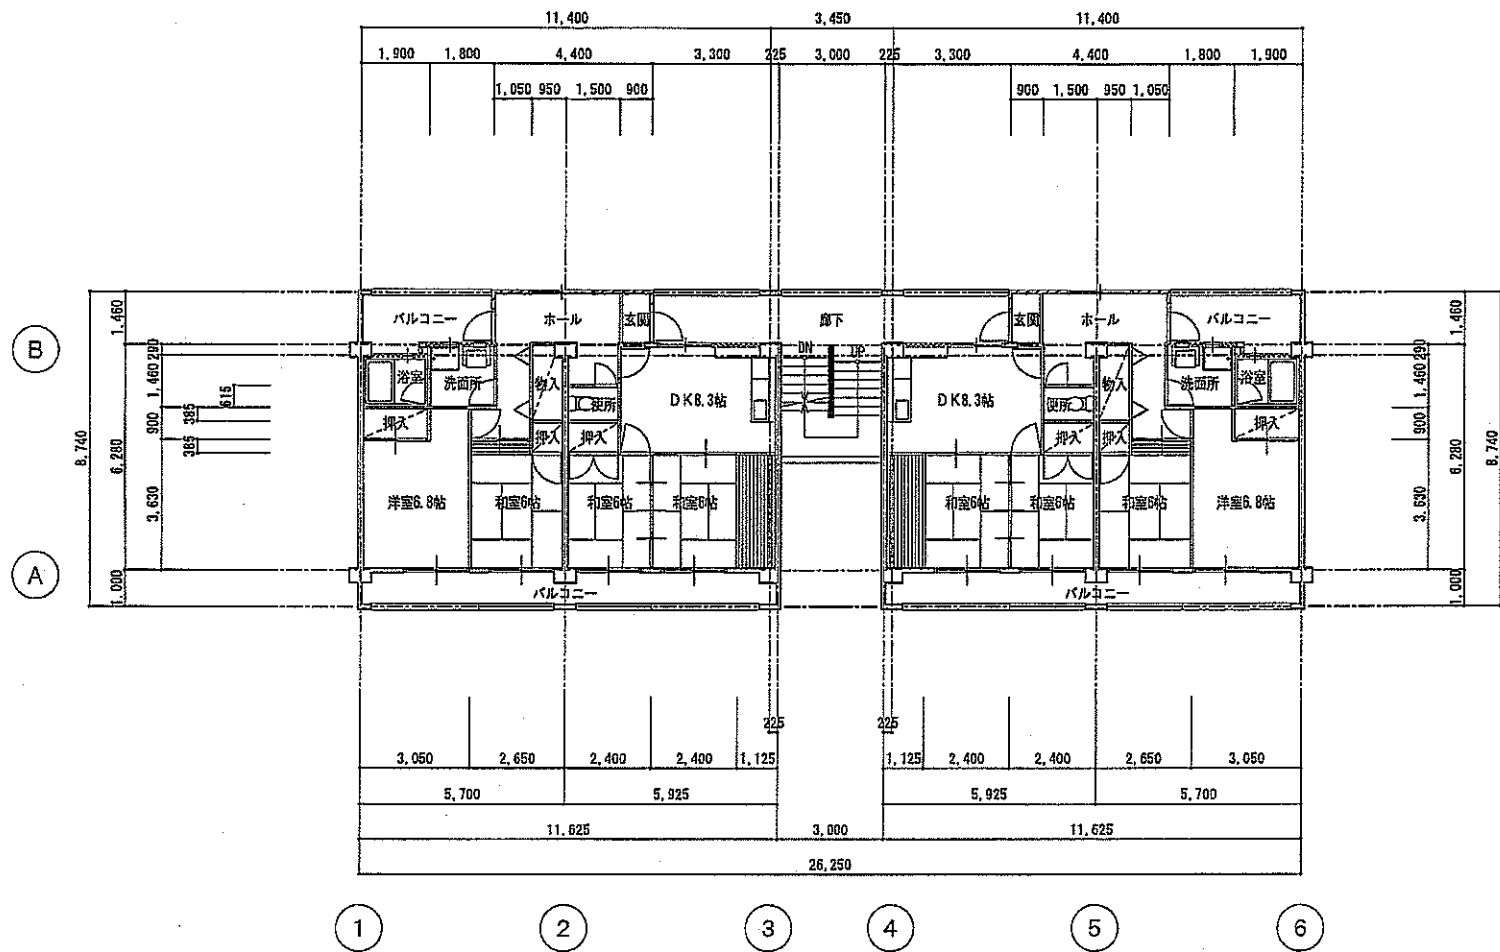 11,400 3,450 11,400
1,900 1,800 4,400 3,300 225 3,000 225 3,300 4,400 1,800 1,900
1,050 950 1,500 900 900 1,500 950 1,050
バルコニー ホール 玄関 廊下 玄関 ホール バルコニー
DN UP
浴室 洗面所 物入 便所 DK8.3帖 DK8.3帖 便所 物入 洗面所 浴室
押入 押入 押入 押入 押入 押入
洋室6.8帖 和室6帖 和室6帖 和室6帖 和室6帖 和室6帖 和室6帖 洋室6.8帖
バルコニー バルコニー
8,740
1,460 6,280 1,000
290 1,460 900 3,630
615 385 385
1,460 6,280 1,000
290 1,460 900 3,630
8,740
B
A
225 225
3,050 2,650 2,400 2,400 1,125 1,125 2,400 2,400 2,650 3,050
5,700 5,925 5,925 5,700
11,625 3,000 11,625
26,250
1 2 3 4 5 6